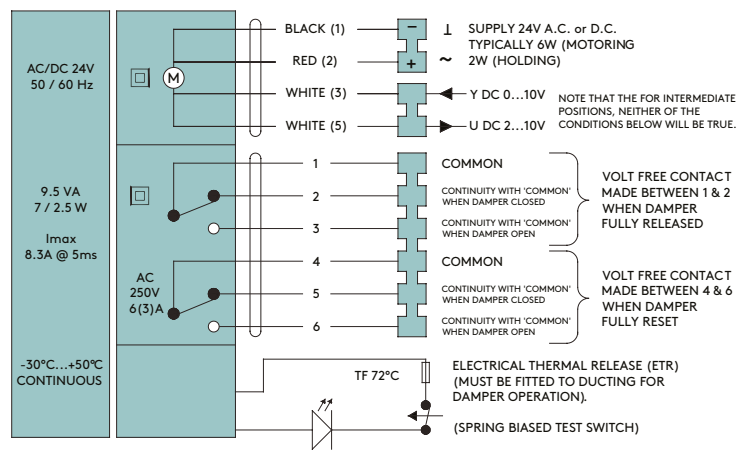 AC/DC 24V
50 / 60 Hz
9.5 VA
7 / 2.5 W
Imax
8.3A @ 5ms
-30°C...+50°C
CONTINUOUS
M
AC
250V
6(3)A
BLACK (1)
RED (2)
WHITE (3)
WHITE (5)
1
2
3
4
5
6
–
+
⊥ SUPPLY 24V A.C. or D.C.
TYPICALLY 6W (MOTORING
~ 2W (HOLDING)
Y DC 0...10V
U DC 2...10V
NOTE THAT THE FOR INTERMEDIATE
POSITIONS, NEITHER OF THE
CONDITIONS BELOW WILL BE TRUE.
COMMON
CONTINUITY WITH 'COMMON'
WHEN DAMPER CLOSED
CONTINUITY WITH 'COMMON'
WHEN DAMPER OPEN
VOLT FREE CONTACT
MADE BETWEEN 1 & 2
WHEN DAMPER
FULLY RELEASED
COMMON
CONTINUITY WITH 'COMMON'
WHEN DAMPER CLOSED
CONTINUITY WITH 'COMMON'
WHEN DAMPER OPEN
VOLT FREE CONTACT
MADE BETWEEN 4 & 6
WHEN DAMPER
FULLY RESET
TF 72°C
ELECTRICAL THERMAL RELEASE (ETR)
(MUST BE FITTED TO DUCTING FOR
DAMPER OPERATION).
(SPRING BIASED TEST SWITCH)